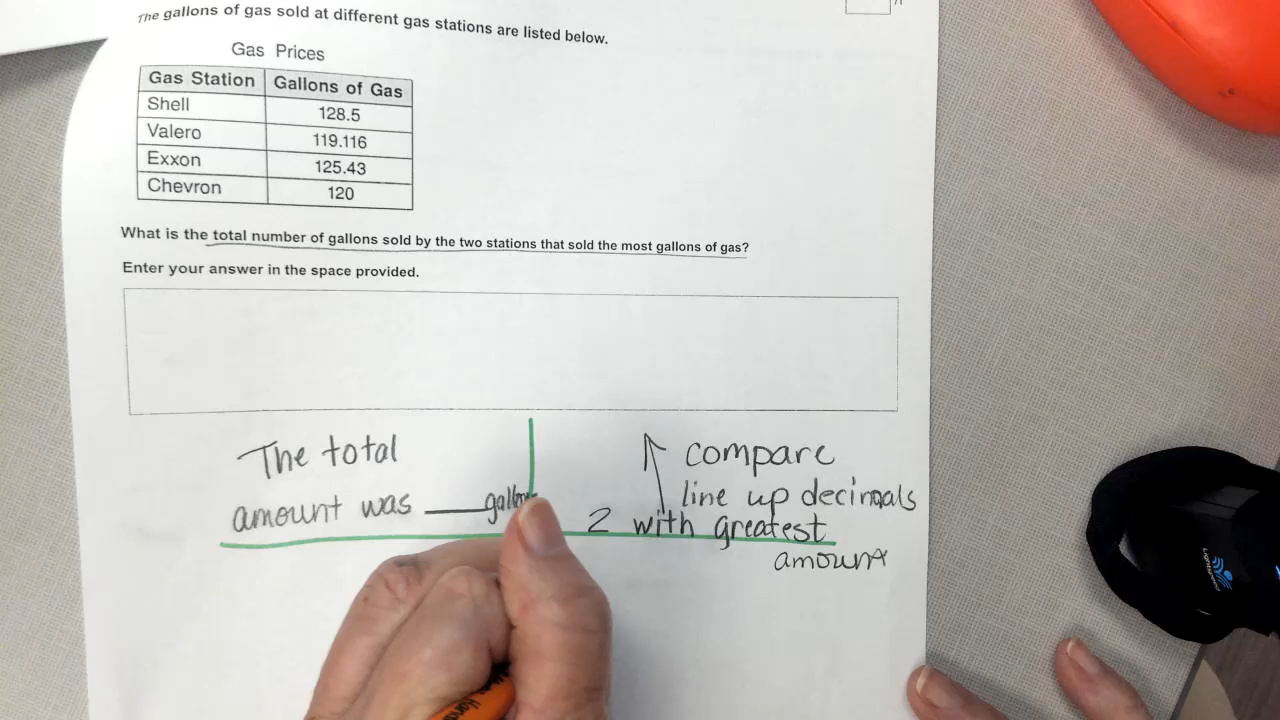 The gallons of gas sold at different gas stations are listed below.
Gas Prices
Gas Station Gallons of Gas
Shell 128.5
Valero 119.116
Exxon 125.43
Chevron 120
What is the total number of gallons sold by the two stations that sold the most gallons of gas?
Enter your answer in the space provided.
The total
amount was ____ gallons
compare
line up decimals
2 with greatest
amount